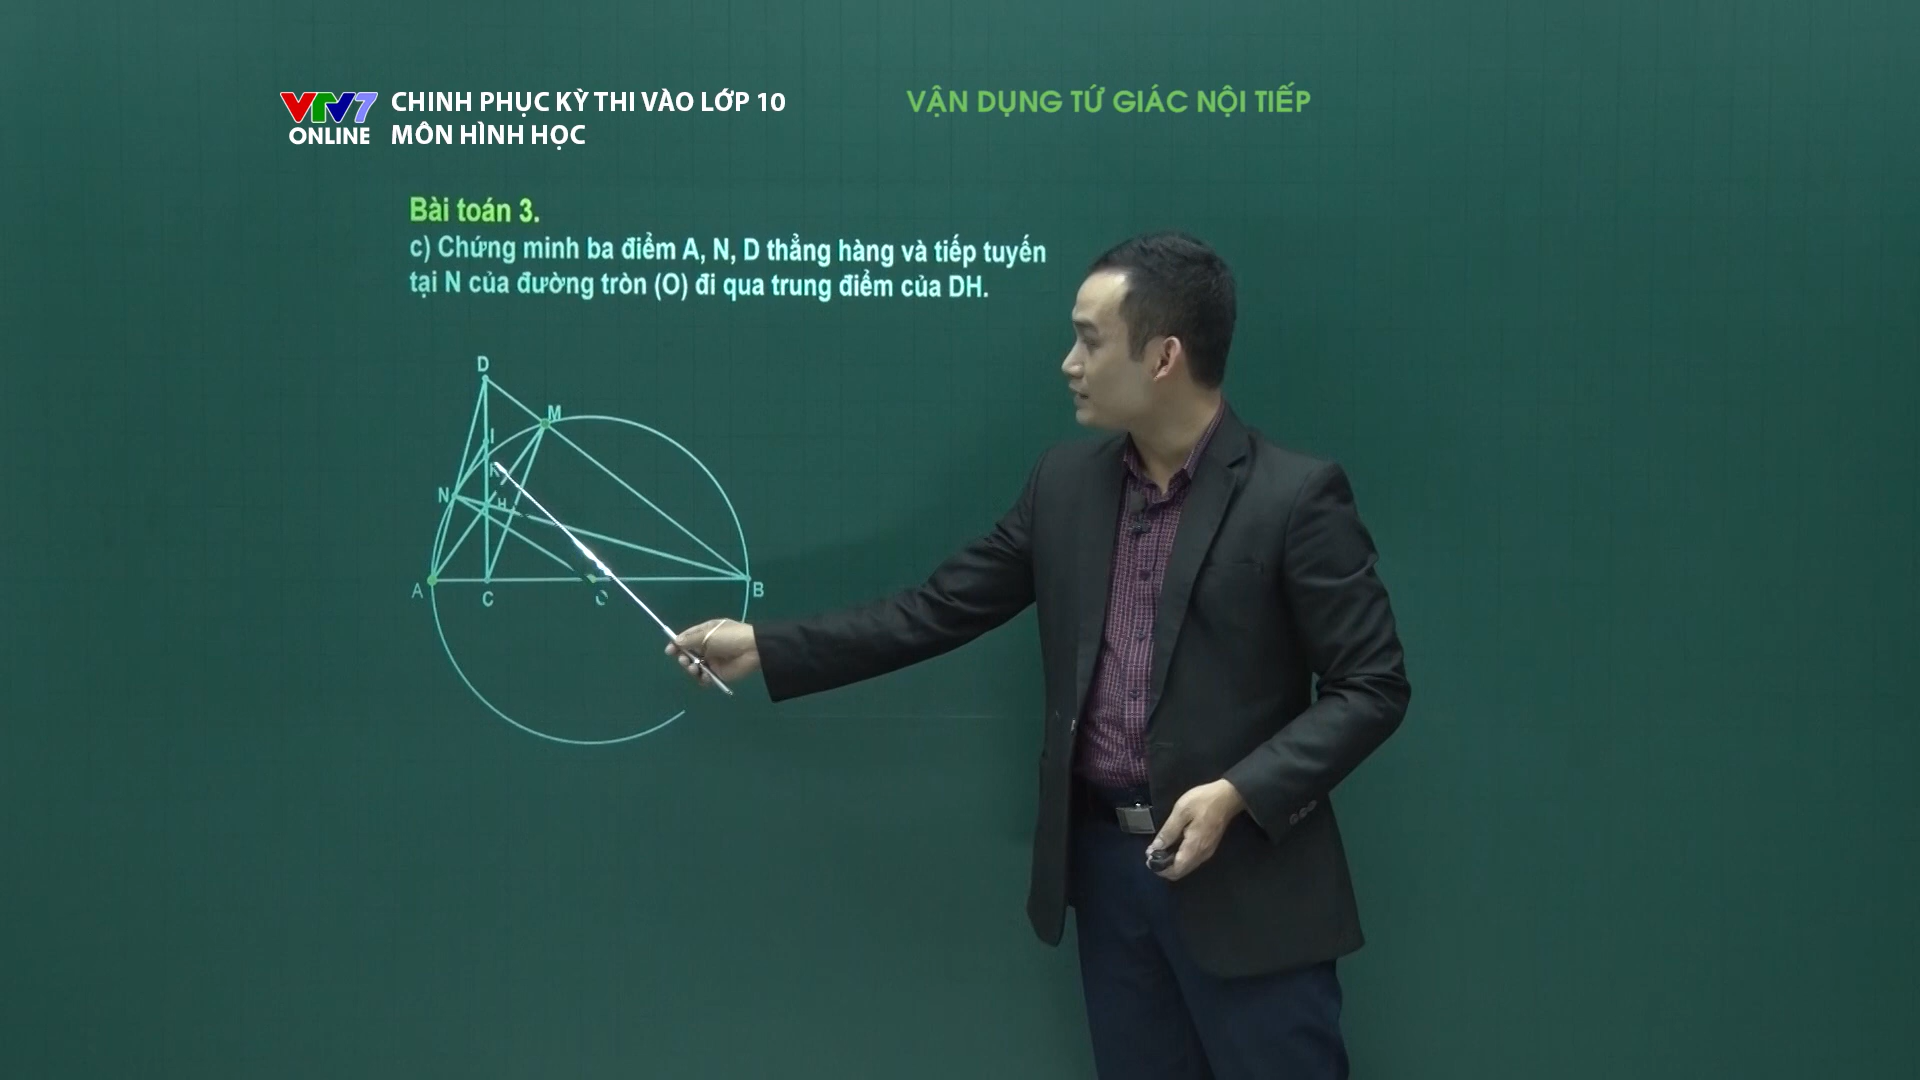 VTV7
ONLINE
CHINH PHỤC KỲ THI VÀO LỚP 10
MÔN HÌNH HỌC
VẬN DỤNG TỨ GIÁC NỘI TIẾP
Bài toán 3.
c) Chứng minh ba điểm A, N, D thẳng hàng và tiếp tuyến
tại N của đường tròn (O) đi qua trung điểm của DH.
D
M
I
K
N
H
A
C
O
B